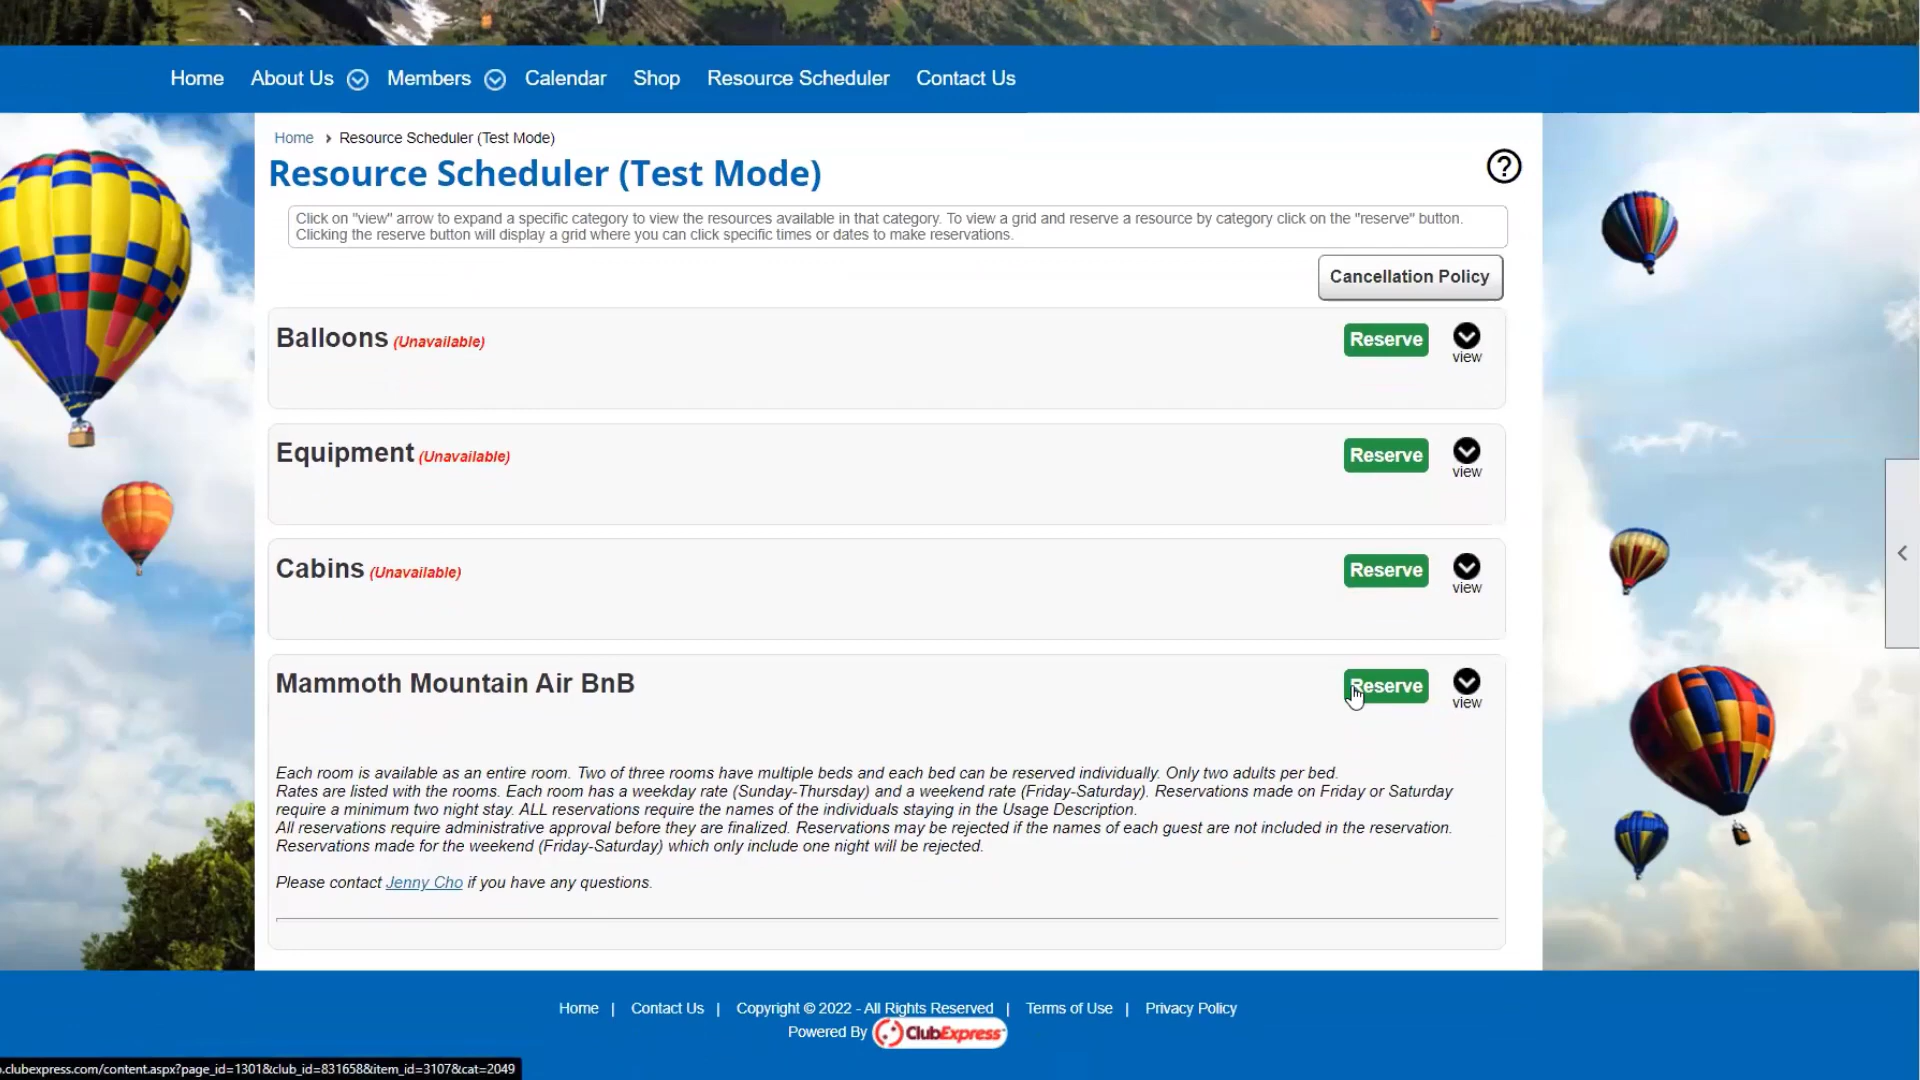 Home About Us Members Calendar Shop Resource Scheduler Contact Us
Home › Resource Scheduler (Test Mode)
Resource Scheduler (Test Mode)
?
Click on "view" arrow to expand a specific category to view the resources available in that category. To view a grid and reserve a resource by category click on the "reserve" button.
Clicking the reserve button will display a grid where you can click specific times or dates to make reservations.
Cancellation Policy
Balloons (Unavailable) Reserve
view
Equipment (Unavailable) Reserve
view
Cabins (Unavailable) Reserve
view
Mammoth Mountain Air BnB Reserve
view
Each room is available as an entire room. Two of three rooms have multiple beds and each bed can be reserved individually. Only two adults per bed.
Rates are listed with the rooms. Each room has a weekday rate (Sunday-Thursday) and a weekend rate (Friday-Saturday). Reservations made on Friday or Saturday
require a minimum two night stay. ALL reservations require the names of the individuals staying in the Usage Description.
All reservations require administrative approval before they are finalized. Reservations may be rejected if the names of each guest are not included in the reservation.
Reservations made for the weekend (Friday-Saturday) which only include one night will be rejected.
Please contact Jenny Cho if you have any questions.
Home | Contact Us | Copyright © 2022 - All Rights Reserved | Terms of Use | Privacy Policy
Powered By ClubExpress
.clubexpress.com/content.aspx?page_id=1301&club_id=831658&item_id=3107&cat=2049